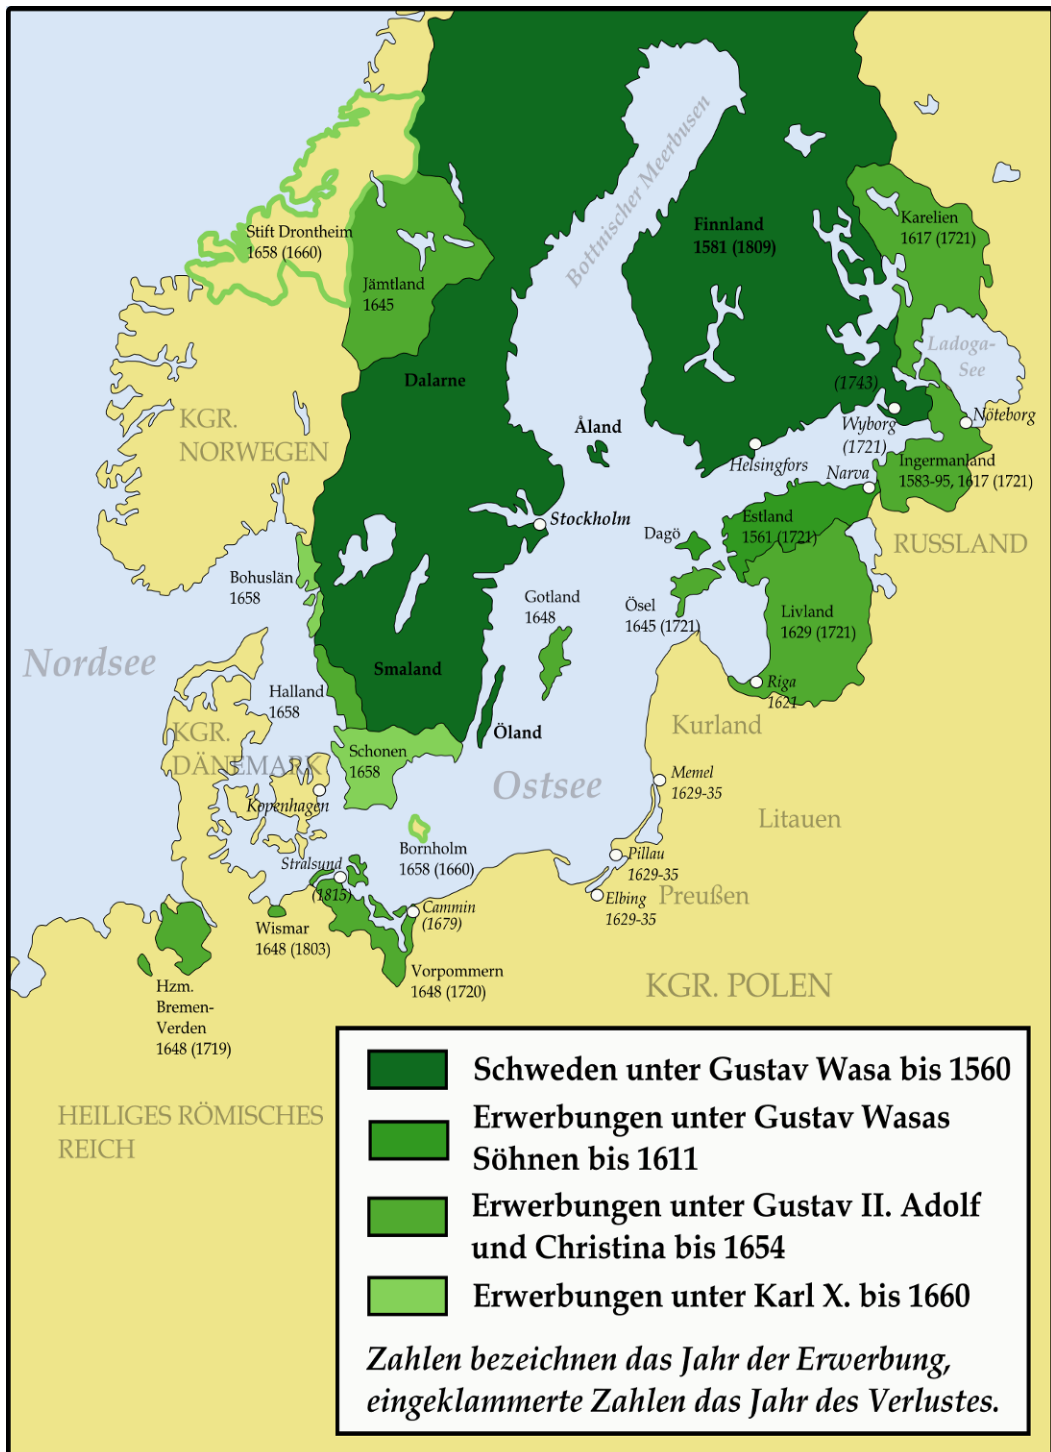 Bottnischer Meerbusen
Stift Drontheim
1658 (1660)
Jämtland
1645
Finnland
1581 (1809)
Karelien
1617 (1721)
Ladoga-
See
Dalarne
(1743)
Nöteborg
Wyborg
(1721)
KGR.
NORWEGEN
Åland
Helsingfors
Narva
Ingermanland
1583-95, 1617 (1721)
Stockholm
Dagö
Estland
1561 (1721)
RUSSLAND
Bohuslän
1658
Gotland
1648
Ösel
1645 (1721)
Livland
1629 (1721)
Nordsee
Smaland
Halland
1658
Riga
1621
KGR.
DÄNEMARK
Öland
Kurland
Schonen
1658
Ostsee
Memel
1629-35
Kopenhagen
Litauen
Bornholm
1658 (1660)
Stralsund
(1815)
Pillau
1629-35
Elbing
1629-35
Preußen
Cammin
(1679)
Wismar
1648 (1803)
Vorpommern
1648 (1720)
Hzm.
Bremen-
Verden
1648 (1719)
KGR. POLEN
HEILIGES RÖMISCHES
REICH
Schweden unter Gustav Wasa bis 1560
Erwerbungen unter Gustav Wasas
Söhnen bis 1611
Erwerbungen unter Gustav II. Adolf
und Christina bis 1654
Erwerbungen unter Karl X. bis 1660
Zahlen bezeichnen das Jahr der Erwerbung,
eingeklammerte Zahlen das Jahr des Verlustes.